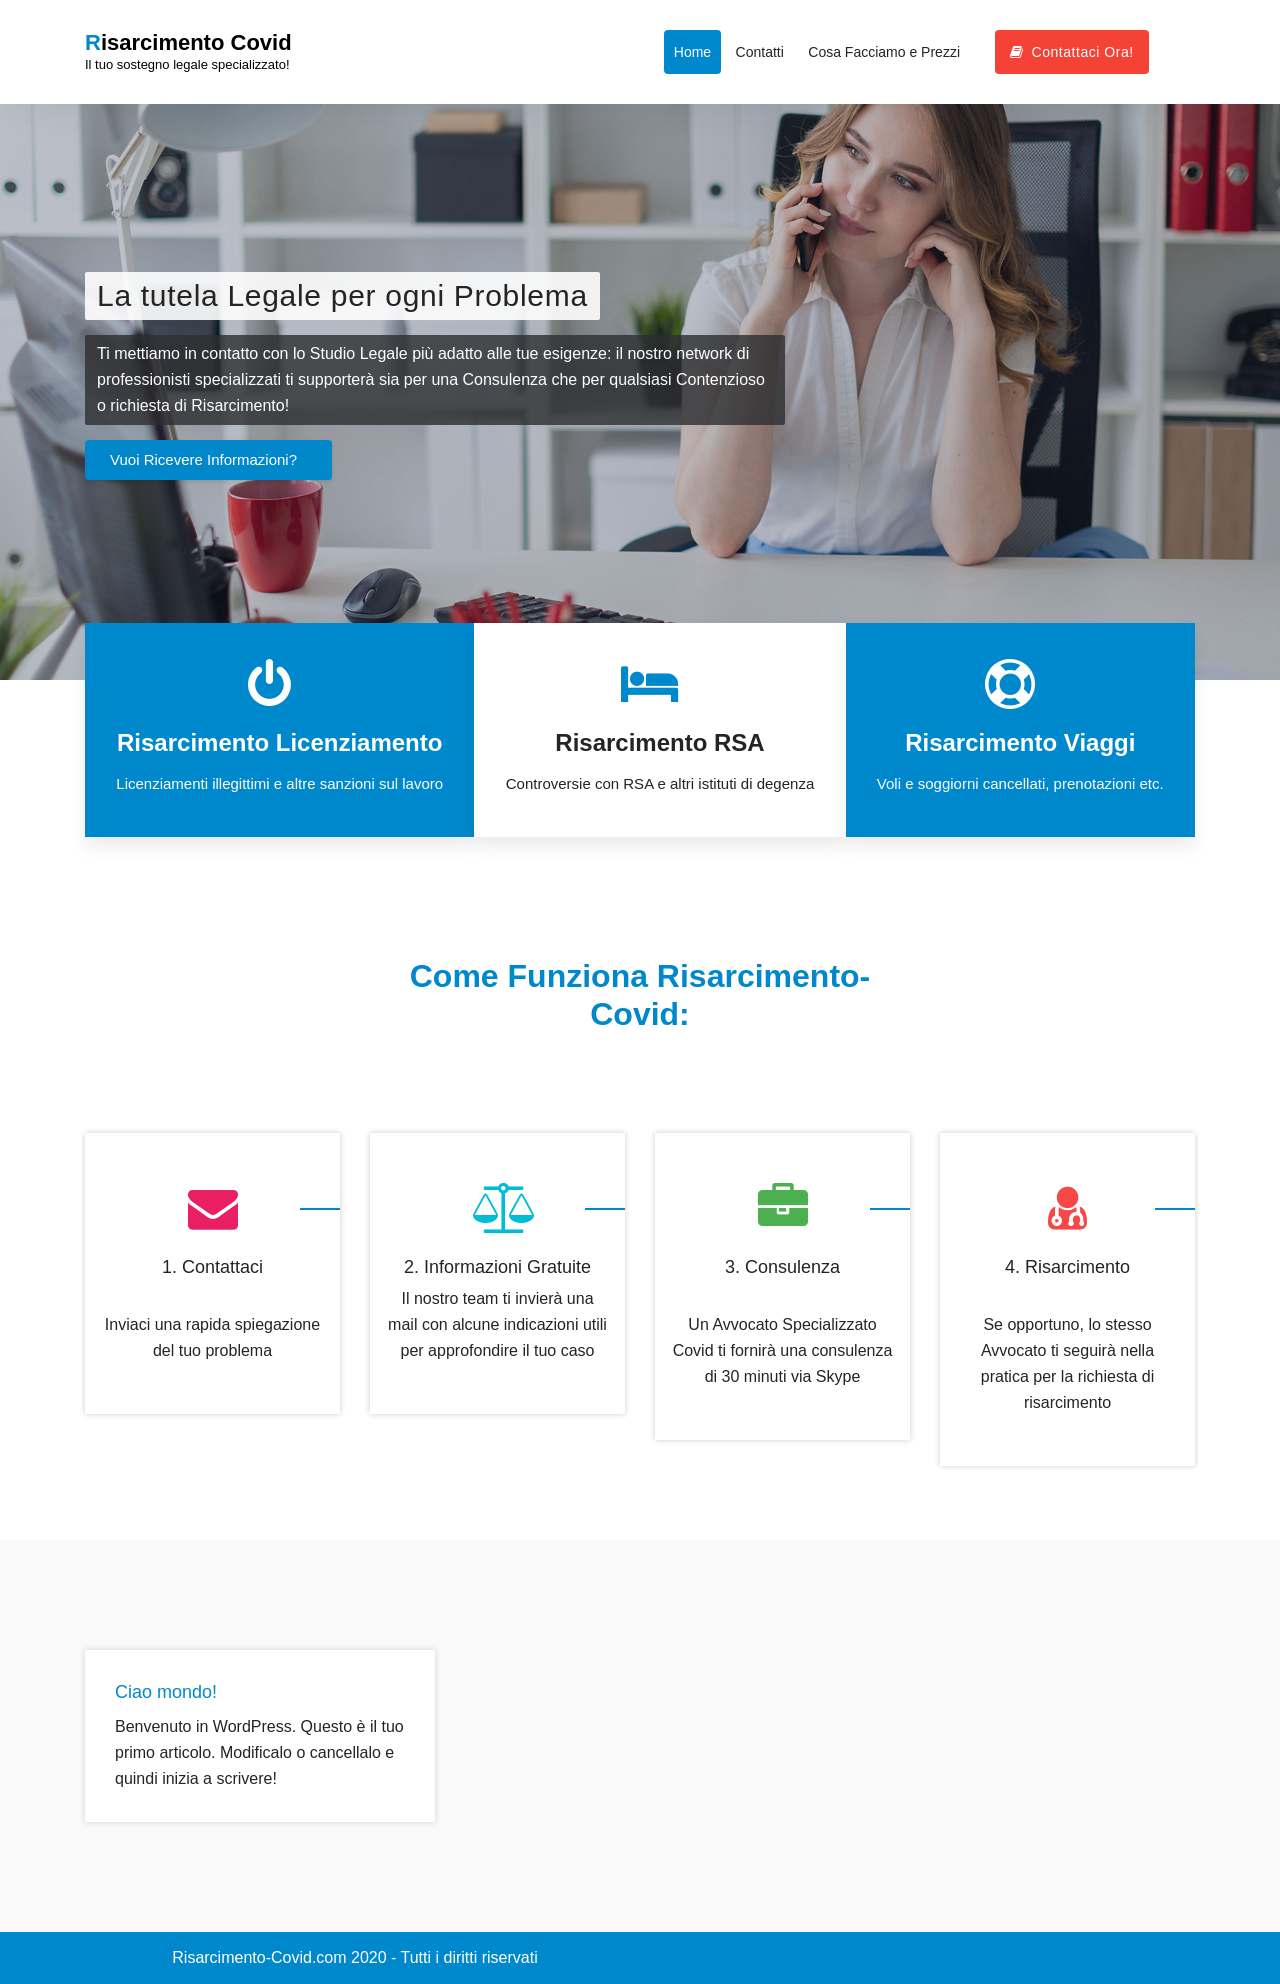 Risarcimento Covid
Il tuo sostegno legale specializzato!
Home
Contatti
Cosa Facciamo e Prezzi
Contattaci Ora!
La tutela Legale per ogni Problema
Ti mettiamo in contatto con lo Studio Legale più adatto alle tue esigenze: il nostro network di
professionisti specializzati ti supporterà sia per una Consulenza che per qualsiasi Contenzioso
o richiesta di Risarcimento!
Vuoi Ricevere Informazioni?
Risarcimento Licenziamento
Licenziamenti illegittimi e altre sanzioni sul lavoro
Risarcimento RSA
Controversie con RSA e altri istituti di degenza
Risarcimento Viaggi
Voli e soggiorni cancellati, prenotazioni etc.
Come Funziona Risarcimento-
Covid:
1. Contattaci
Inviaci una rapida spiegazione
del tuo problema
2. Informazioni Gratuite
Il nostro team ti invierà una
mail con alcune indicazioni utili
per approfondire il tuo caso
3. Consulenza
Un Avvocato Specializzato
Covid ti fornirà una consulenza
di 30 minuti via Skype
4. Risarcimento
Se opportuno, lo stesso
Avvocato ti seguirà nella
pratica per la richiesta di
risarcimento
Ciao mondo!
Benvenuto in WordPress. Questo è il tuo
primo articolo. Modificalo o cancellalo e
quindi inizia a scrivere!
Risarcimento-Covid.com 2020 - Tutti i diritti riservati